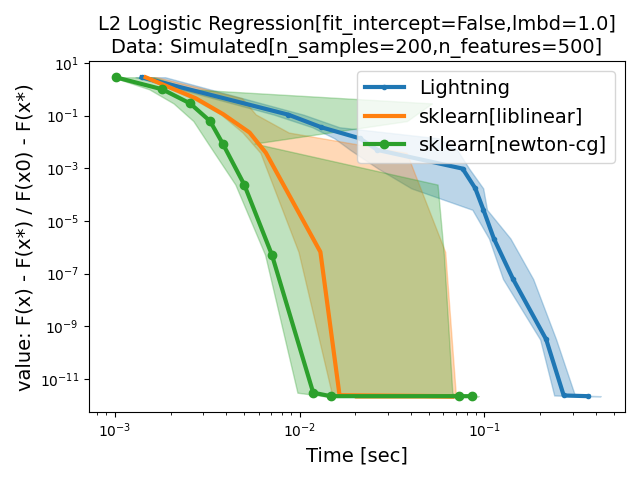 L2 Logistic Regression[fit_intercept=False,lmbd=1.0]
Data: Simulated[n_samples=200,n_features=500]
value: F(x) - F(x*) / F(x0) - F(x*)
10¹
10⁻¹
10⁻³
10⁻⁵
10⁻⁷
10⁻⁹
10⁻¹¹
Lightning
sklearn[liblinear]
sklearn[newton-cg]
10⁻³
10⁻²
10⁻¹
Time [sec]